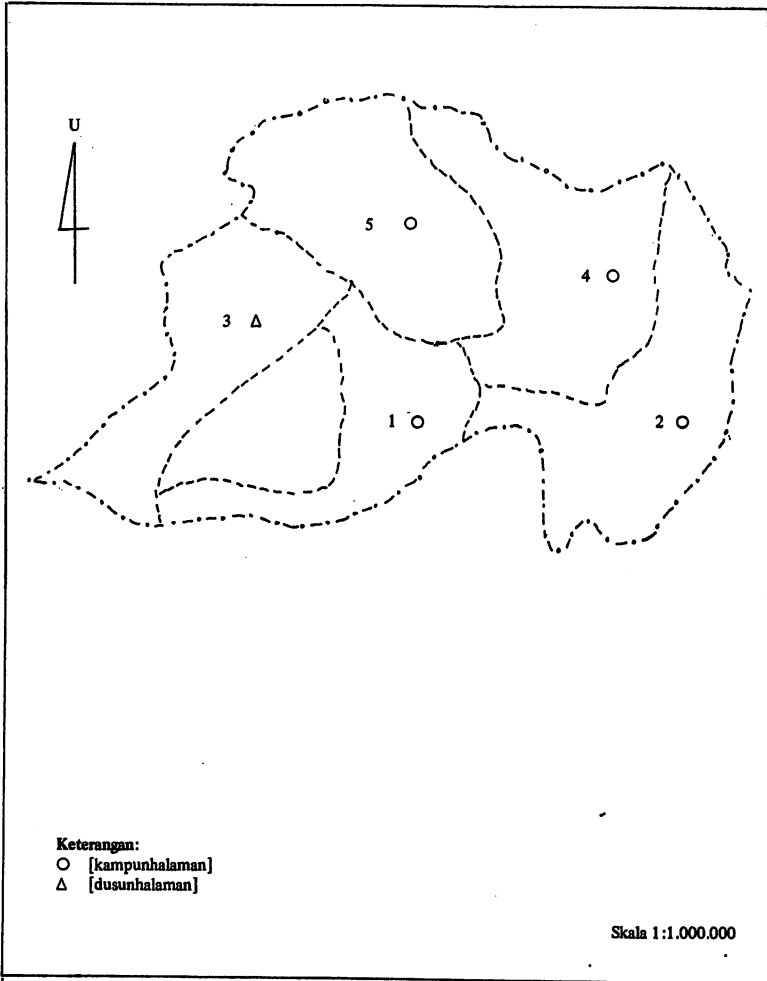 U
5
4
3
1
2
Keterangan:
[kampunhalaman]
[dusunhalaman]
Skala 1:1.000.000